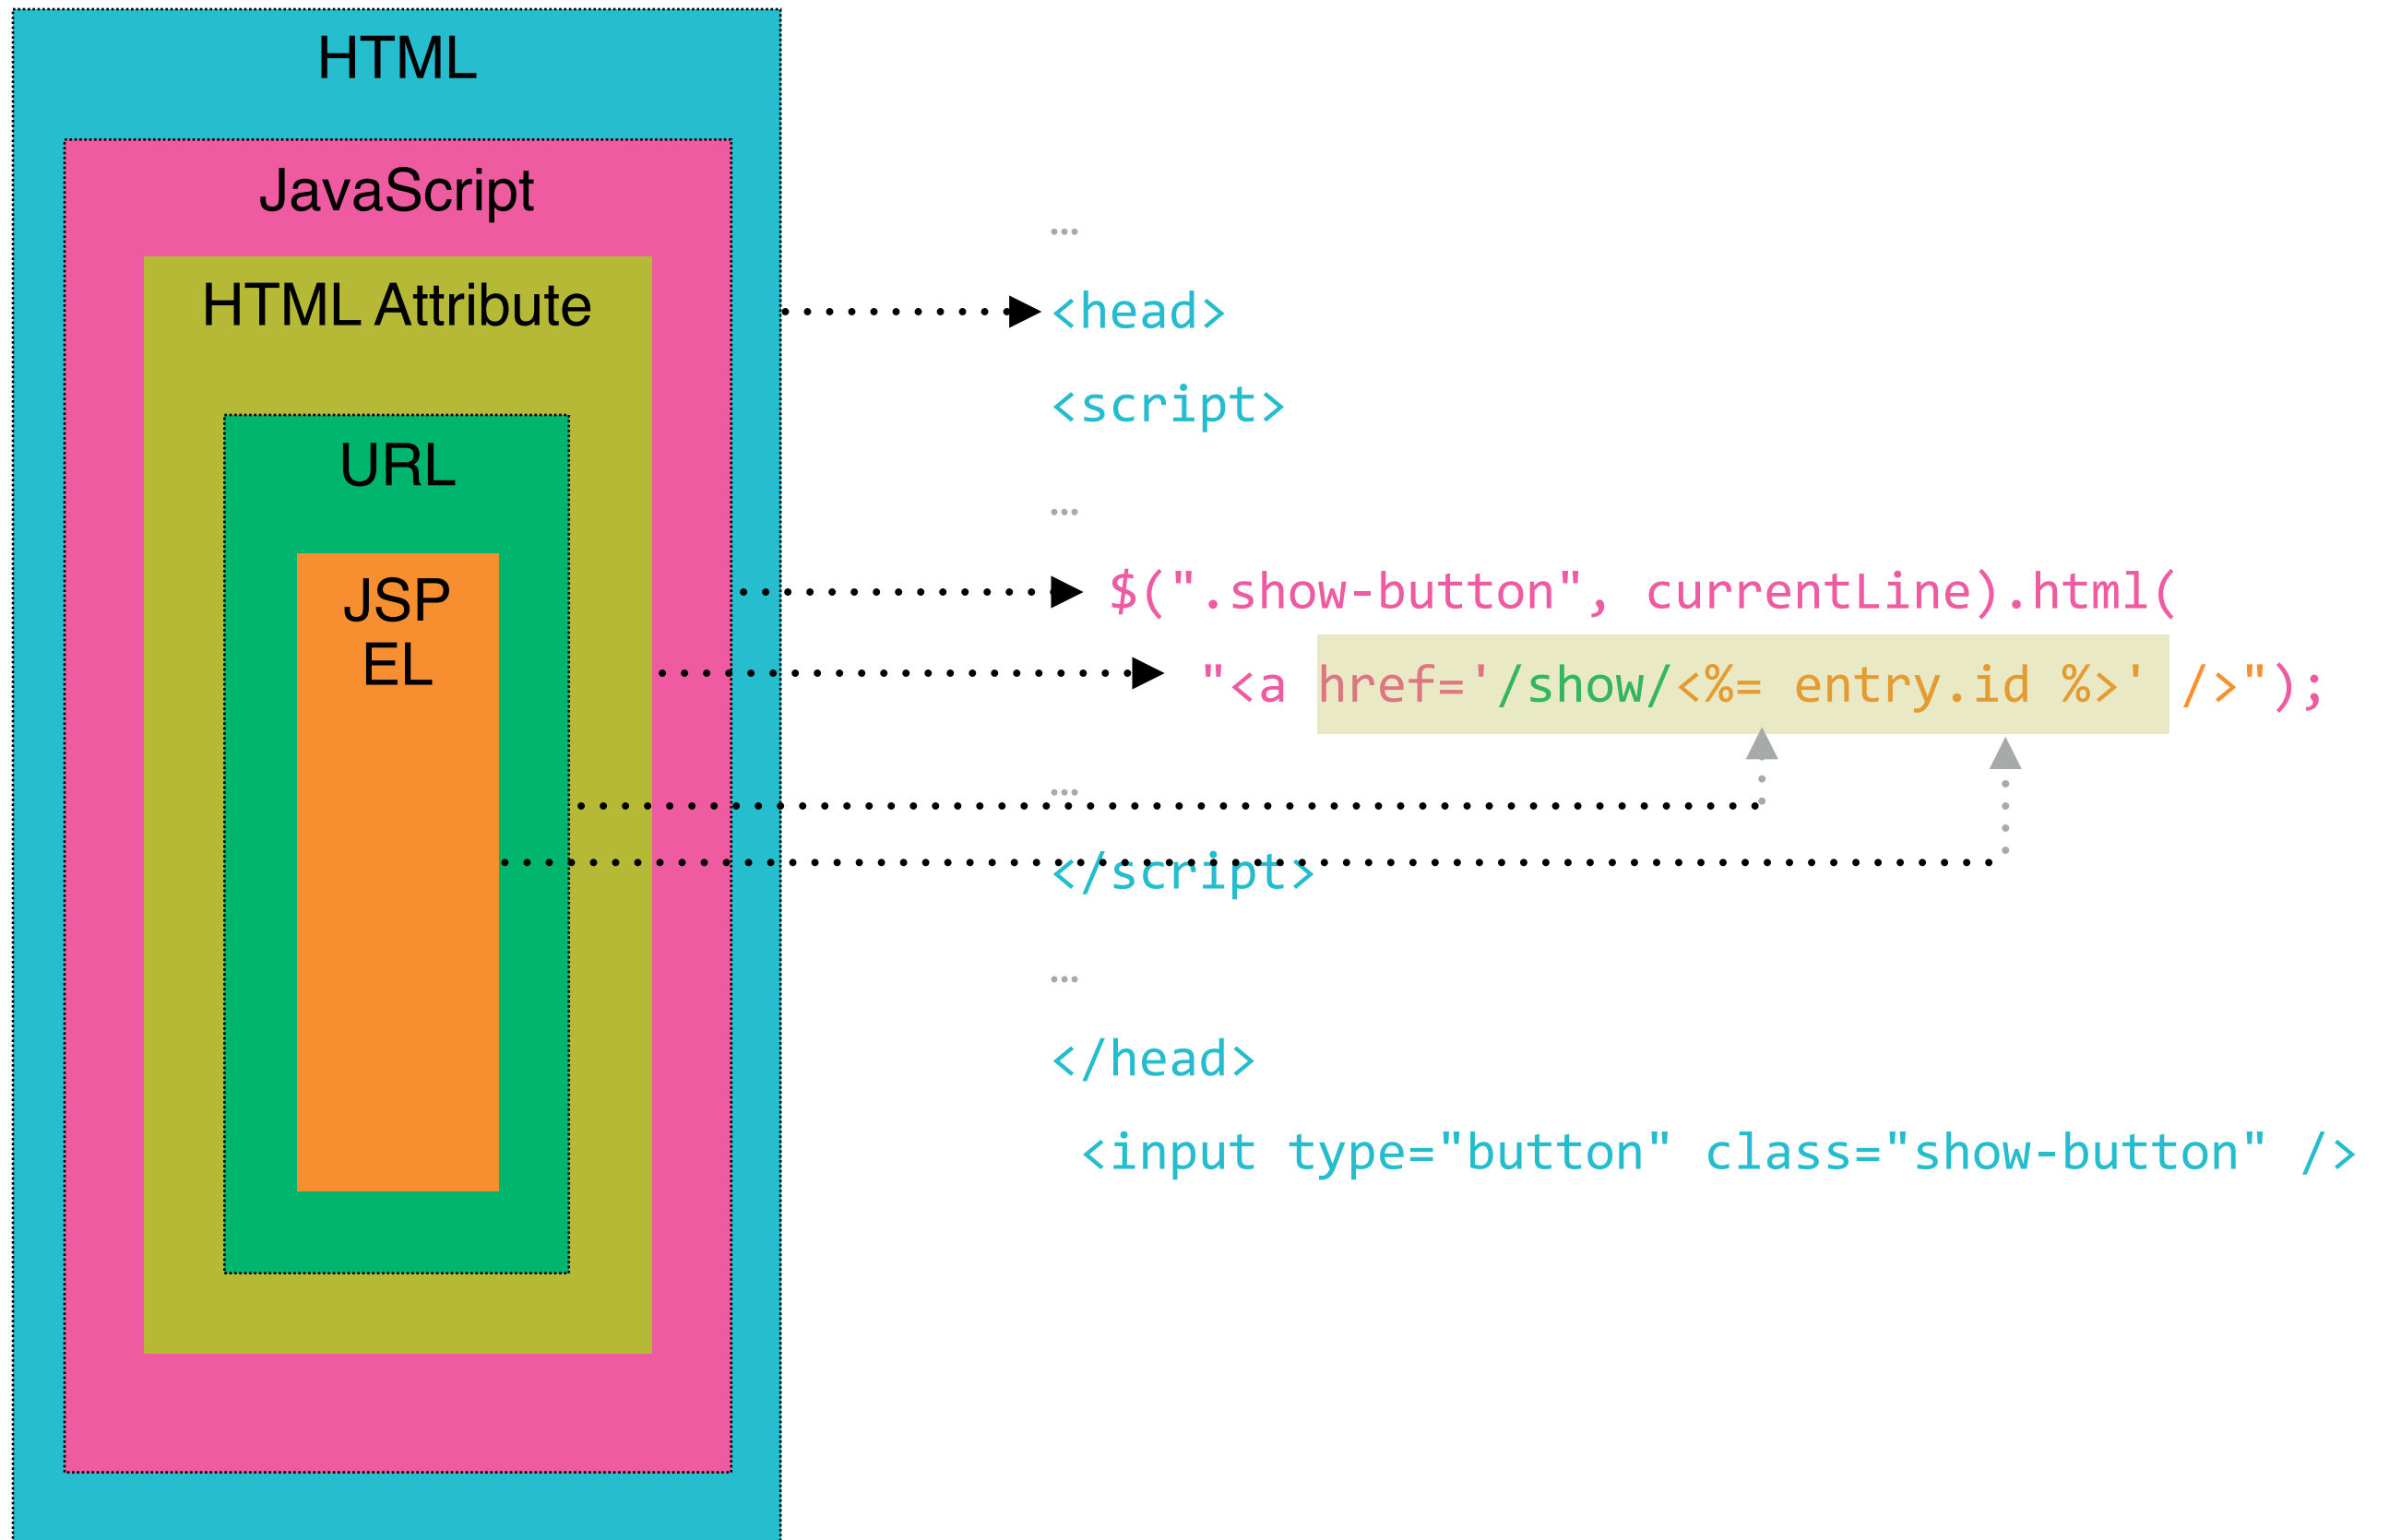 HTML
JavaScript
HTML Attribute
URL
JSP
EL
...
<head>
<script>
...
$(".show-button", currentLine).html(
"<a href='/show/<%= entry.id %>' />");
...
</script>
...
</head>
<input type="button" class="show-button" />